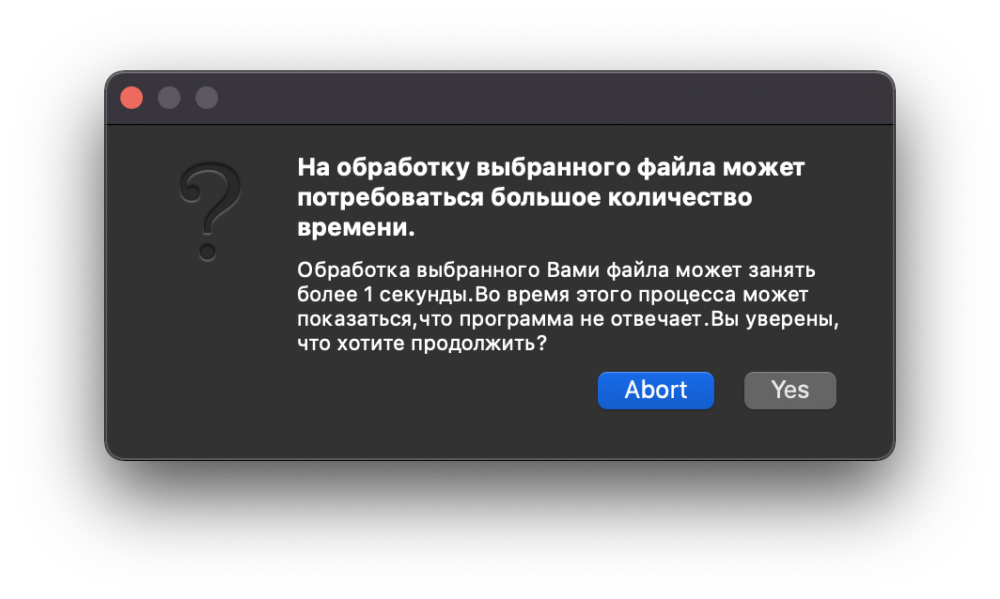 На обработку выбранного файла может
потребоваться большое количество
времени.
Обработка выбранного Вами файла может занять
более 1 секунды.Во время этого процесса может
показаться,что программа не отвечает.Вы уверены,
что хотите продолжить?
Abort Yes